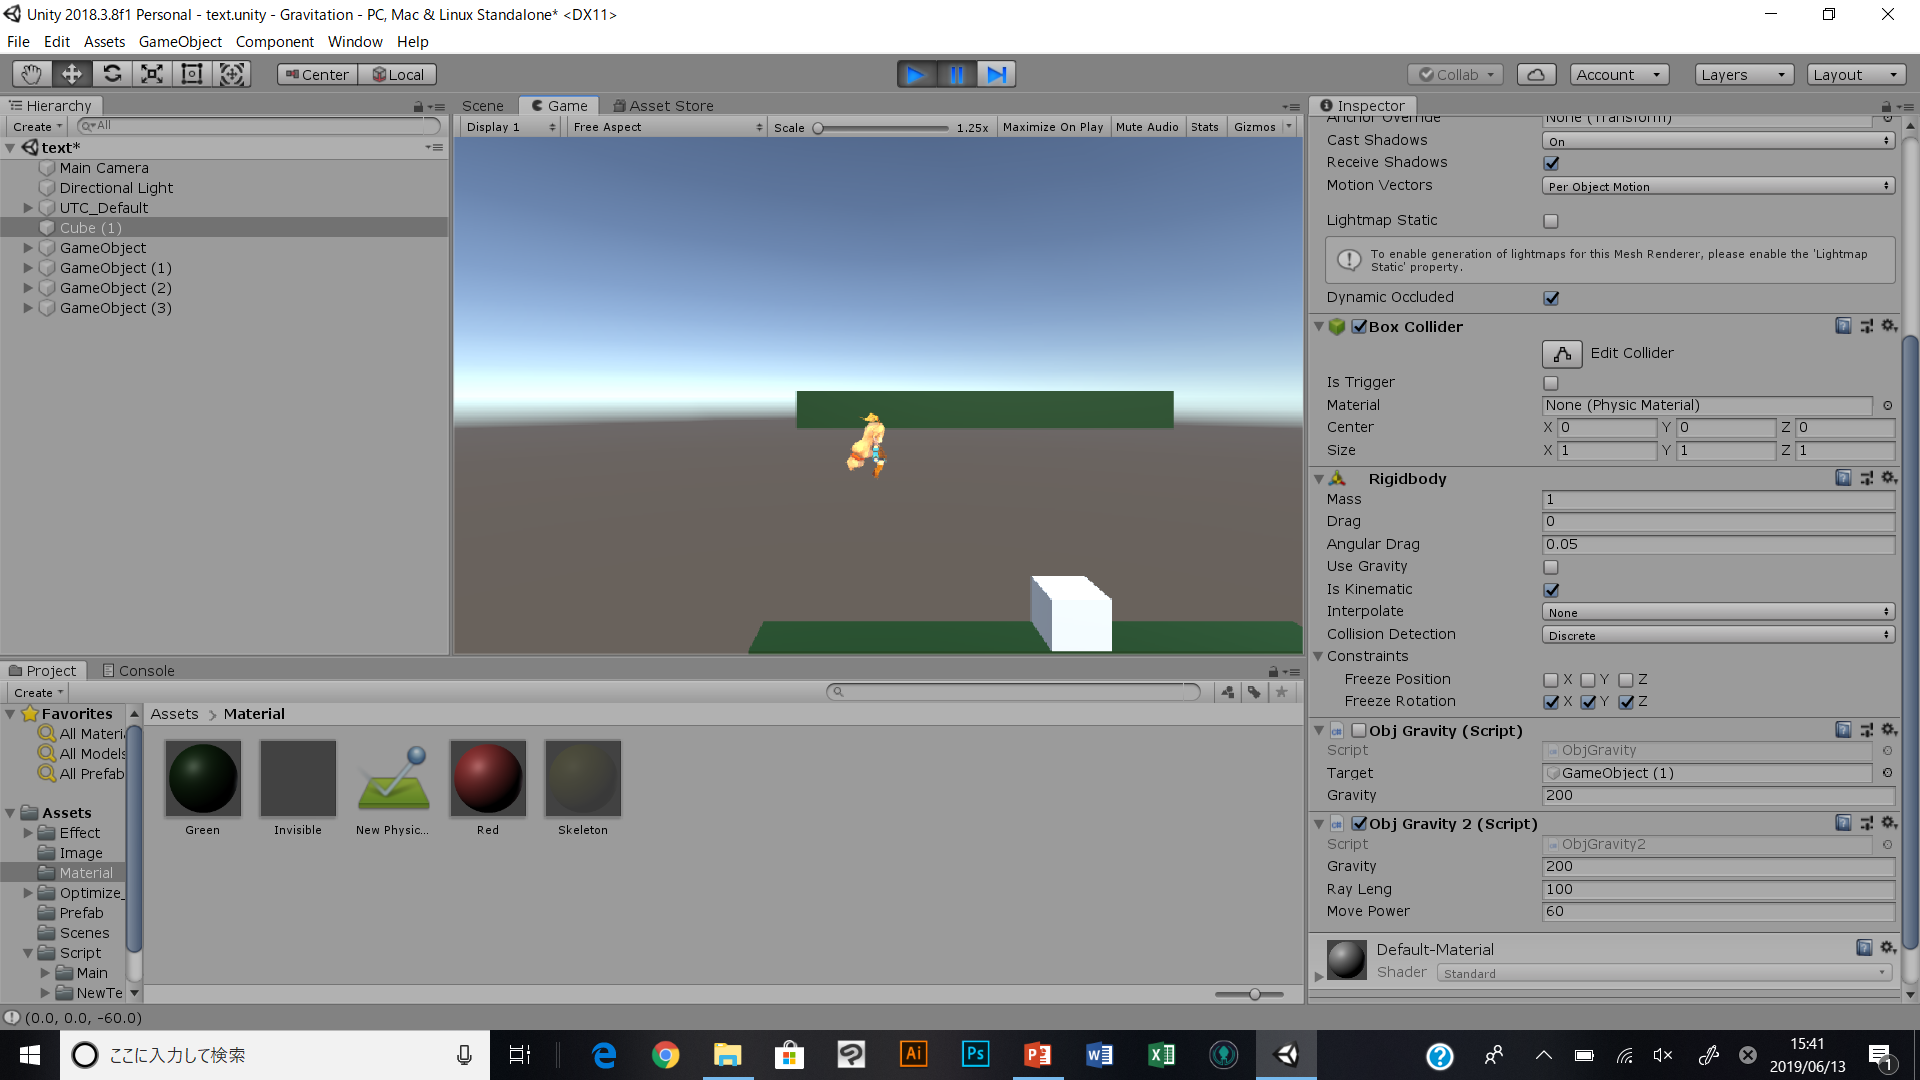 Unity 2018.3.8f1 Personal - text.unity - Gravitation - PC, Mac & Linux Standalone* <DX11>
File Edit Assets GameObject Component Window Help
Center Local Collab Account Layers Layout
Hierarchy
Create All
text*
Main Camera
Directional Light
UTC_Default
Cube (1)
GameObject
GameObject (1)
GameObject (2)
GameObject (3)
Scene Game Asset Store
Display 1 Free Aspect Scale 1.25x Maximize On Play Mute Audio Stats Gizmos
Inspector
Anchor Override None (Transform)
Cast Shadows On
Receive Shadows
Motion Vectors Per Object Motion
Lightmap Static
To enable generation of lightmaps for this Mesh Renderer, please enable the 'Lightmap
Static' property.
Dynamic Occluded
Box Collider
Edit Collider
Is Trigger
Material None (Physic Material)
Center X 0 Y 0 Z 0
Size X 1 Y 1 Z 1
Rigidbody
Mass 1
Drag 0
Angular Drag 0.05
Use Gravity
Is Kinematic
Interpolate None
Collision Detection Discrete
Constraints
Freeze Position X Y Z
Freeze Rotation X Y Z
Obj Gravity (Script)
Script ObjGravity
Target GameObject (1)
Gravity 200
Obj Gravity 2 (Script)
Script ObjGravity2
Gravity 200
Ray Leng 100
Move Power 60
Default-Material
Shader Standard
Project Console
Create
Favorites
All Materi
All Models
All Prefab
Assets
Effect
Image
Material
Optimize_
Prefab
Scenes
Script
Main
NewTe
Assets > Material
Green Invisible New Physic... Red Skeleton
(0.0, 0.0, -60.0)
ここに入力して検索
15:41
2019/06/13
1